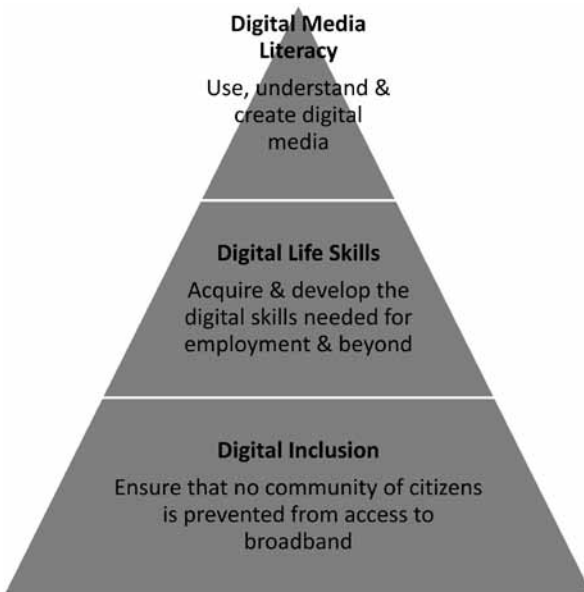 Digital Media
Literacy
Use, understand &
create digital
media
Digital Life Skills
Acquire & develop the
digital skills needed for
employment & beyond
Digital Inclusion
Ensure that no community of citizens
is prevented from access to
broadband